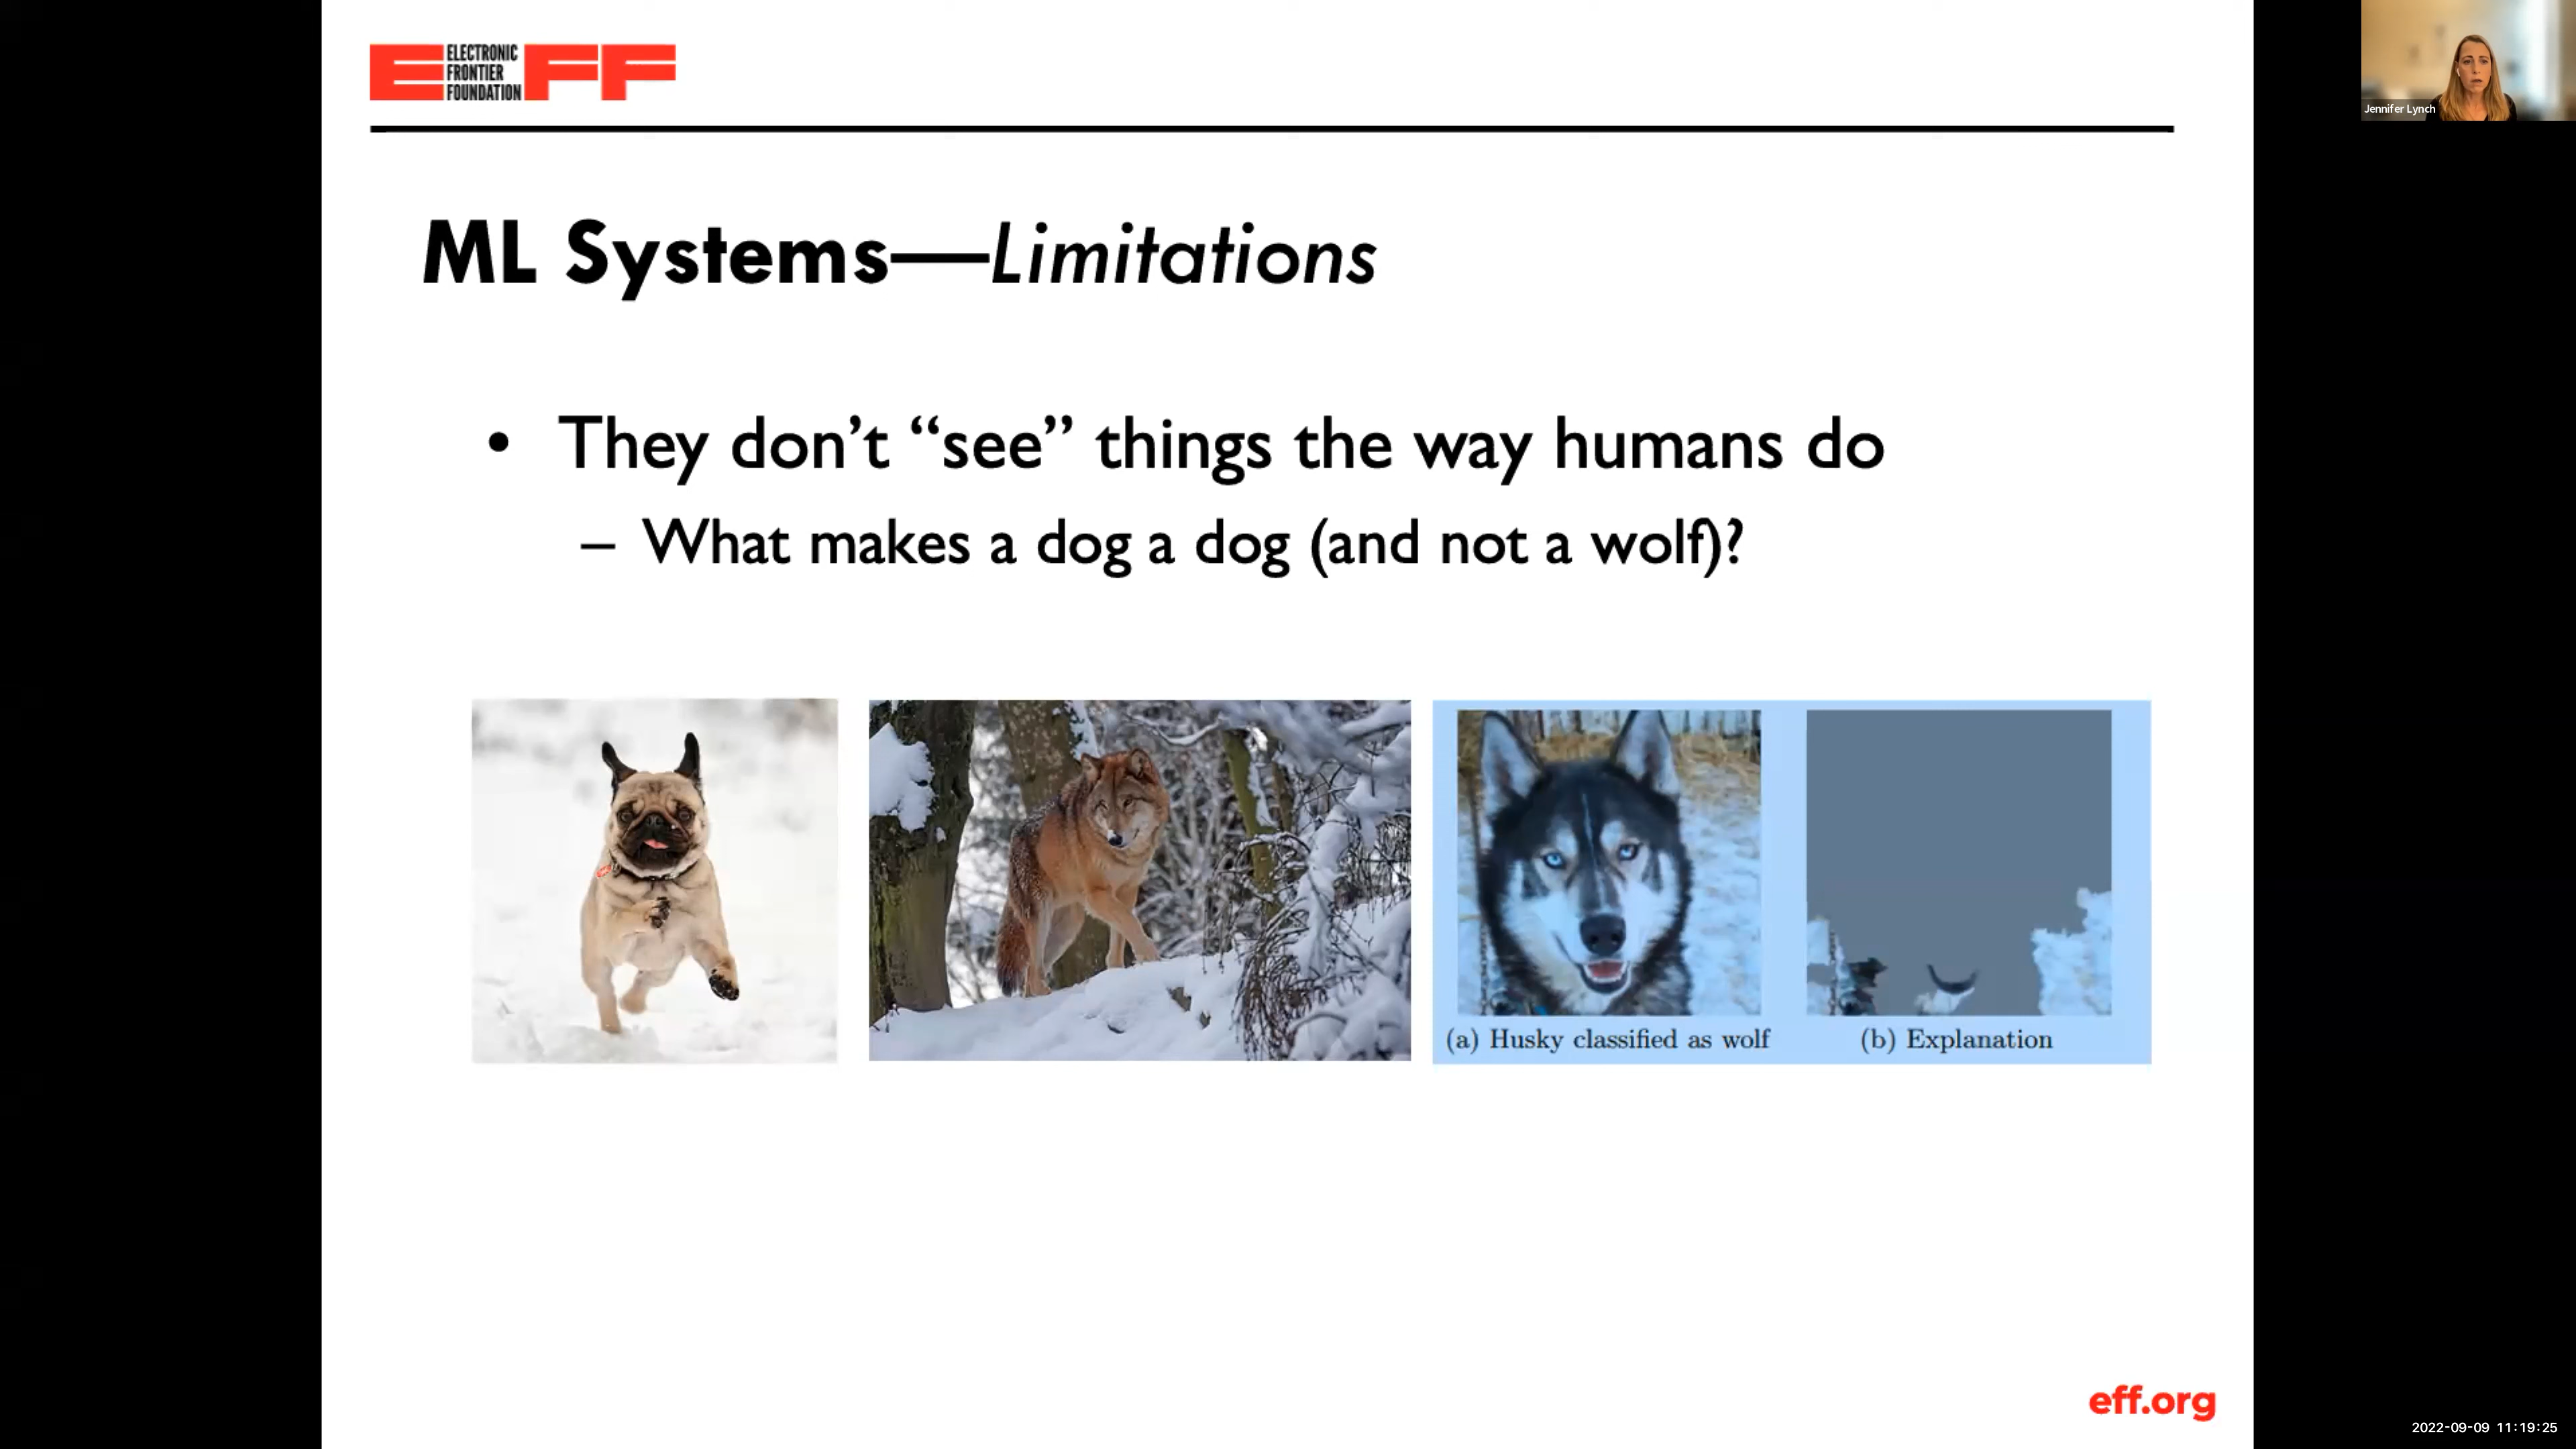 ELECTRONIC
FRONTIER
FOUNDATION
EFF
Jennifer Lynch
ML Systems—Limitations
• They don’t “see” things the way humans do
– What makes a dog a dog (and not a wolf)?
(a) Husky classified as wolf
(b) Explanation
eff.org
2022-09-09 11:19:25